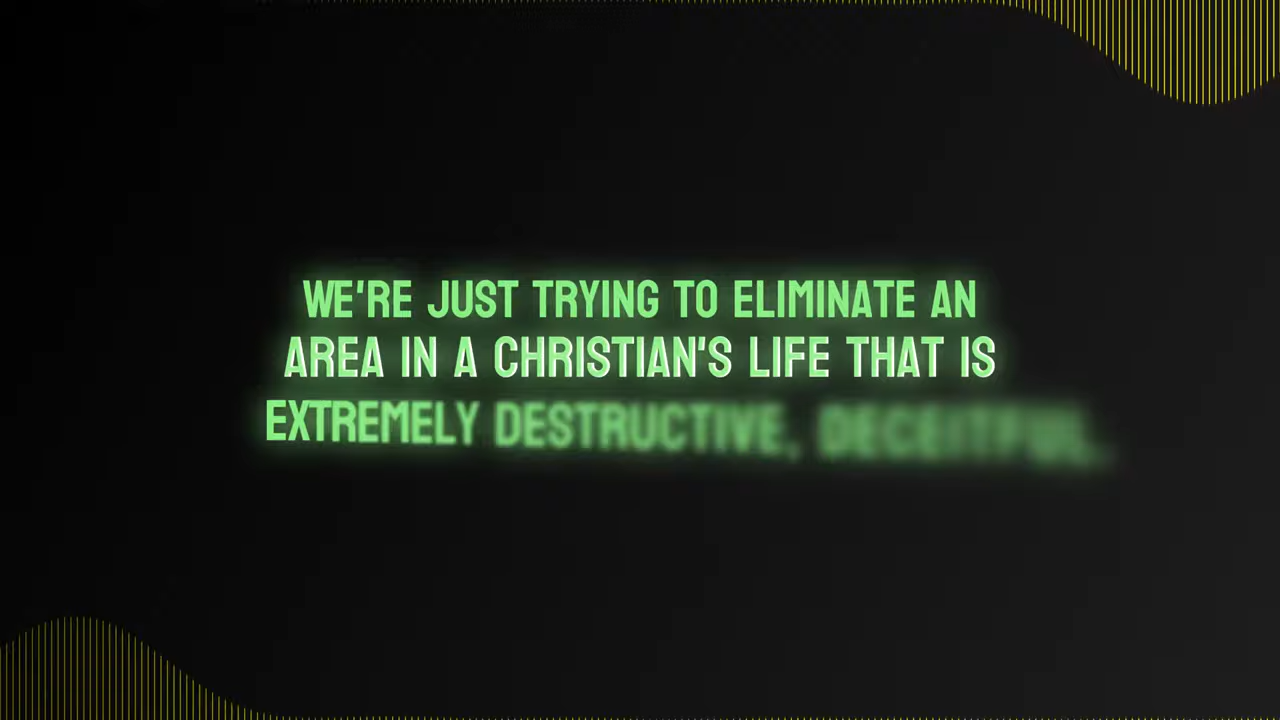 WE'RE JUST TRYING TO ELIMINATE AN
AREA IN A CHRISTIAN'S LIFE THAT IS
EXTREMELY DESTRUCTIVE, DECEITFUL,